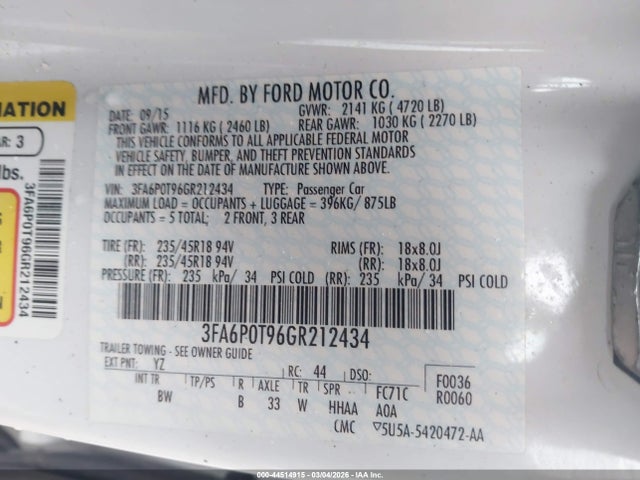 MFD. BY FORD MOTOR CO.
DATE: 09/15 GVWR: 2141 KG ( 4720 LB)
FRONT GAWR: 1116 KG ( 2460 LB) REAR GAWR: 1030 KG ( 2270 LB)
THIS VEHICLE CONFORMS TO ALL APPLICABLE FEDERAL MOTOR
VEHICLE SAFETY, BUMPER, AND THEFT PREVENTION STANDARDS
IN EFFECT ON THE DATE OF MANUFACTURE SHOWN ABOVE.
VIN: 3FA6P0T96GR212434 TYPE: Passenger Car
MAXIMUM LOAD = OCCUPANTS + LUGGAGE = 396KG/ 875LB
OCCUPANTS = 5 TOTAL; 2 FRONT, 3 REAR
TIRE (FR): 235/45R18 94V RIMS (FR): 18x8.0J
(RR): 235/45R18 94V (RR): 18x8.0J
PRESSURE (FR): 235 kPa/ 34 PSI COLD (RR): 235 kPa/ 34 PSI COLD
3FA6P0T96GR212434
TRAILER TOWING - SEE OWNER GUIDE
EXT PNT: YZ RC: 44 DSO: F0036
INT TR TP/PS R AXLE TR SPR FC71C R0060
BW B 33 W HHAA A0A
CMC ▽5U5A-5420472-AA
MATION
AR: 3
lbs.
3FA6P0T96GR212434
000-44514915 - 03/04/2026 - IAAI